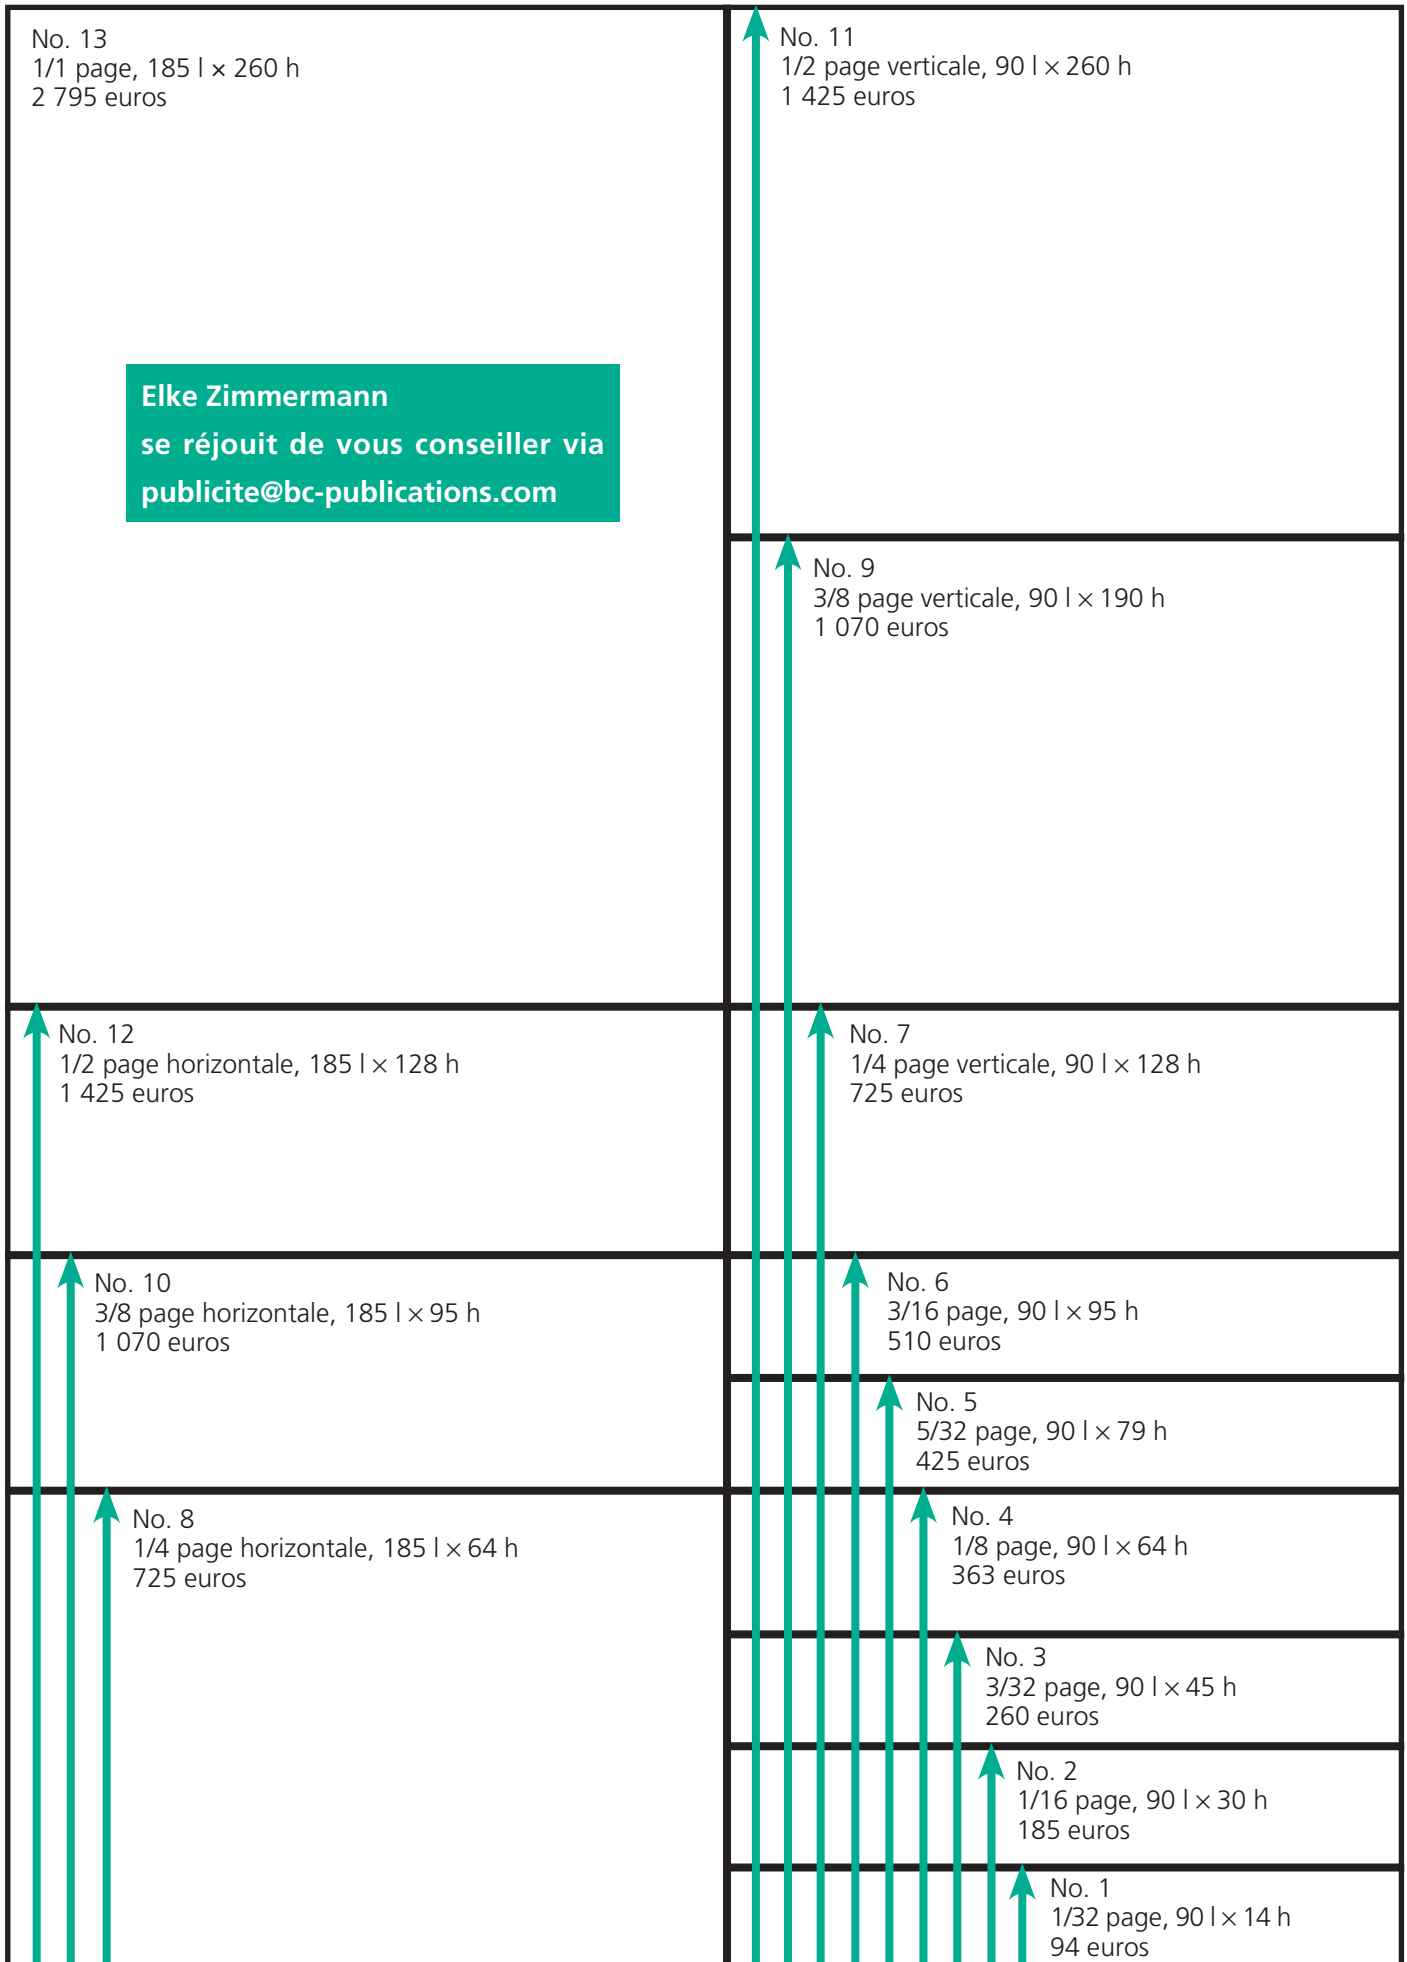 No. 13
1/1 page, 185 l × 260 h
2 795 euros
Elke Zimmermann
se réjouit de vous conseiller via
publicite@bc-publications.com
No. 12
1/2 page horizontale, 185 l × 128 h
1 425 euros
No. 10
3/8 page horizontale, 185 l × 95 h
1 070 euros
No. 8
1/4 page horizontale, 185 l × 64 h
725 euros
No. 11
1/2 page verticale, 90 l × 260 h
1 425 euros
No. 9
3/8 page verticale, 90 l × 190 h
1 070 euros
No. 7
1/4 page verticale, 90 l × 128 h
725 euros
No. 6
3/16 page, 90 l × 95 h
510 euros
No. 5
5/32 page, 90 l × 79 h
425 euros
No. 4
1/8 page, 90 l × 64 h
363 euros
No. 3
3/32 page, 90 l × 45 h
260 euros
No. 2
1/16 page, 90 l × 30 h
185 euros
No. 1
1/32 page, 90 l × 14 h
94 euros